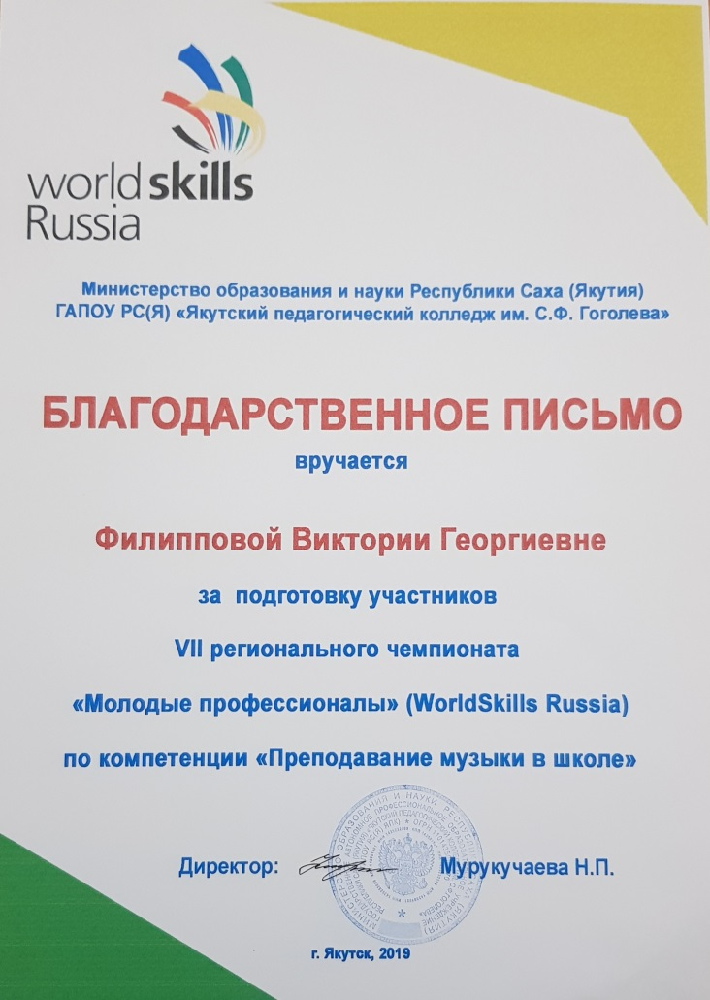 world skills
Russia
Министерство образования и науки Республики Саха (Якутия)
ГАПОУ РС(Я) «Якутский педагогический колледж им. С.Ф. Гоголева»
БЛАГОДАРСТВЕННОЕ ПИСЬМО
вручается
Филипповой Виктории Георгиевне
за подготовку участников
VII регионального чемпионата
«Молодые профессионалы» (WorldSkills Russia)
по компетенции «Преподавание музыки в школе»
Директор: Мурукучаева Н.П.
г. Якутск, 2019